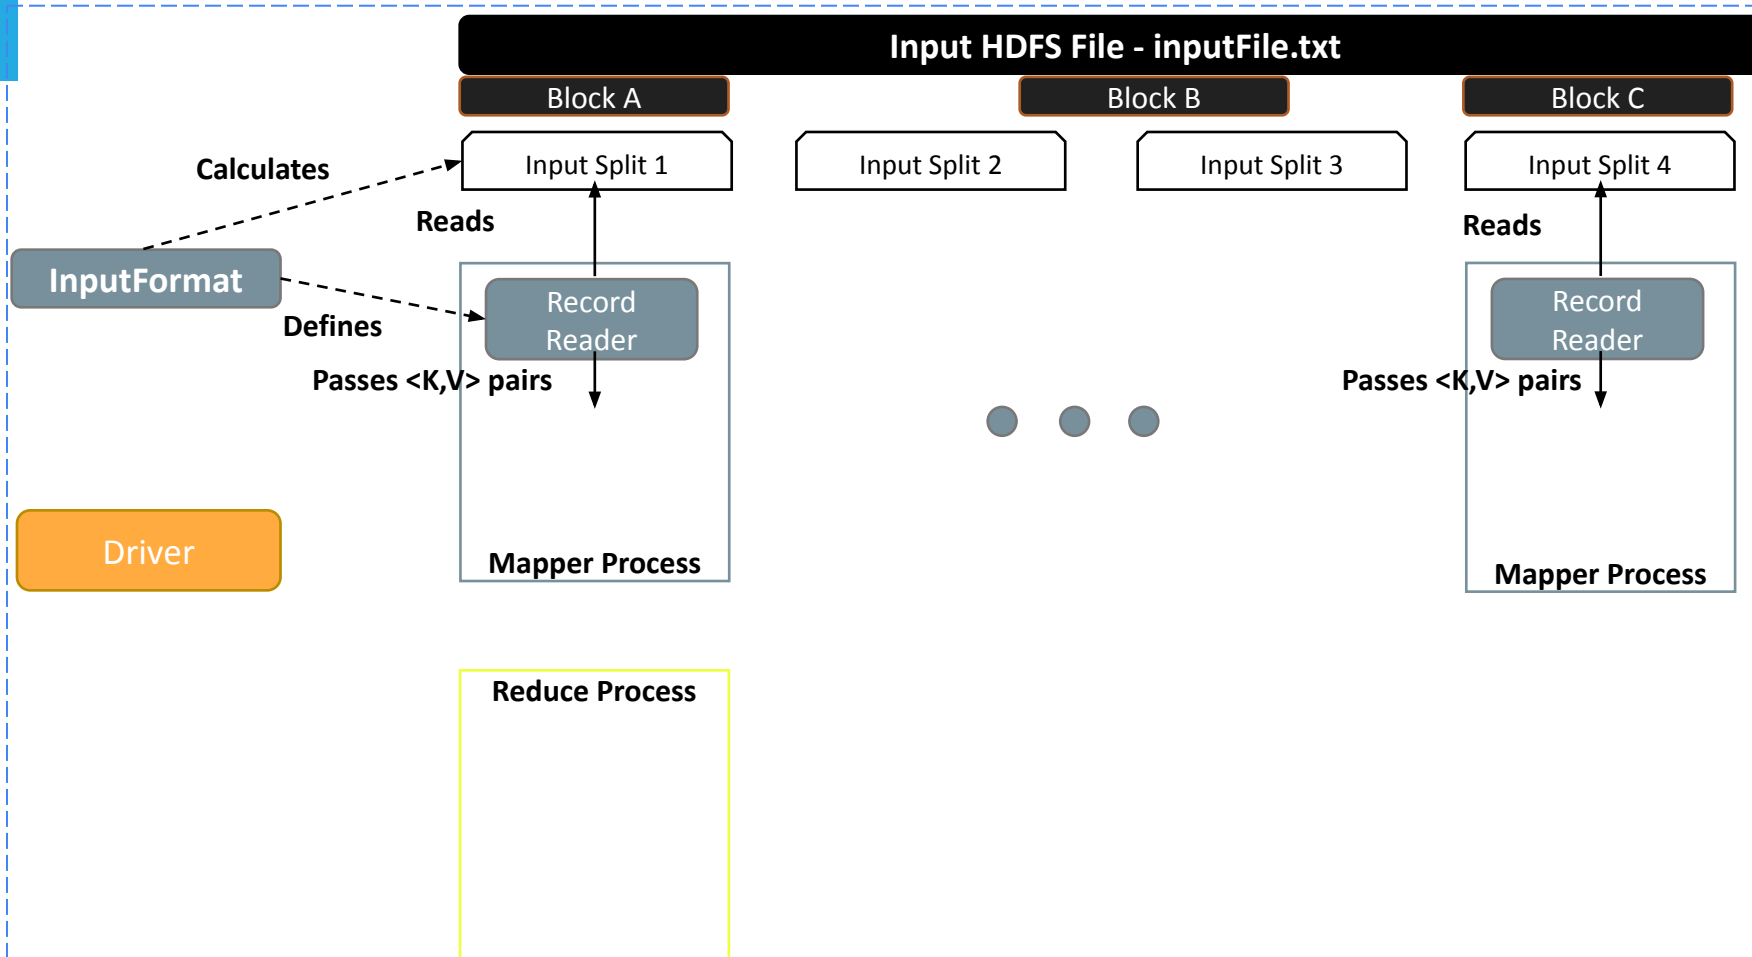 Input HDFS File - inputFile.txt
Block A
Block B
Block C
Input Split 1
Input Split 2
Input Split 3
Input Split 4
Calculates
Reads
Reads
InputFormat
Record
Reader
Record
Reader
Defines
Passes <K,V> pairs
Passes <K,V> pairs
Driver
Mapper Process
Mapper Process
Reduce Process